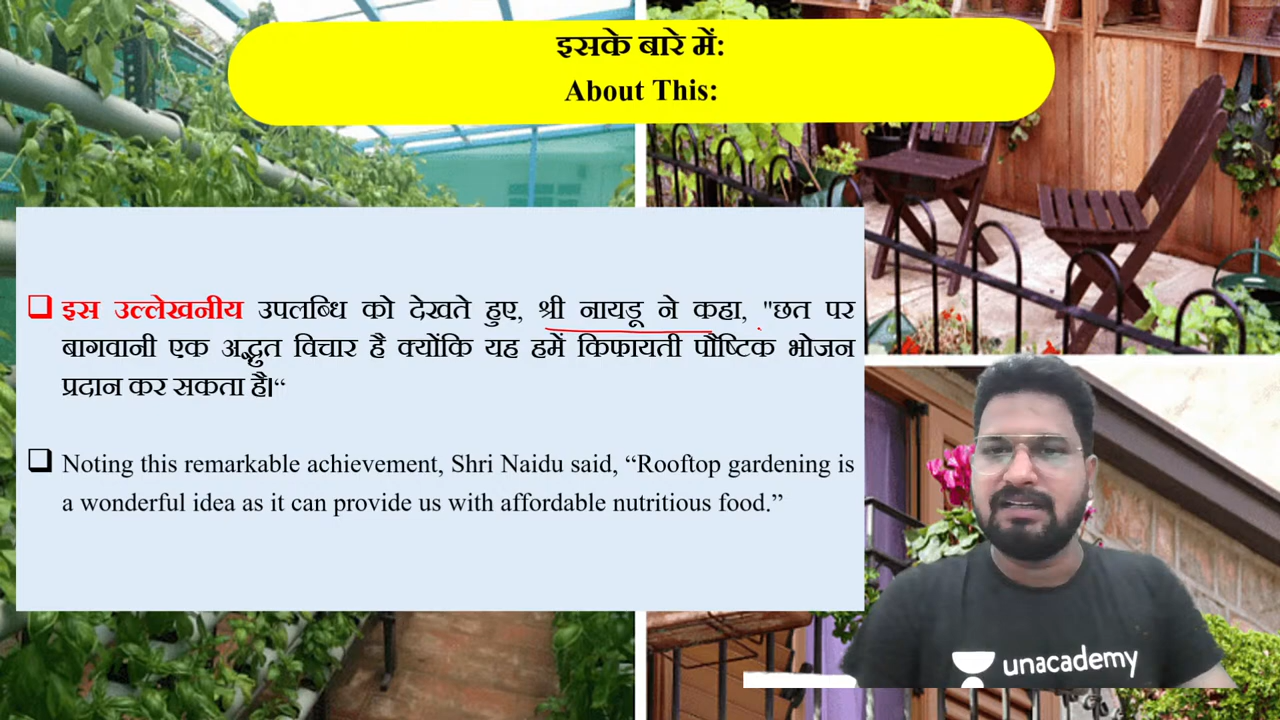 इसके बारे में:
About This:
इस उल्लेखनीय उपलब्धि को देखते हुए, श्री नायडू ने कहा, "छत पर
बागवानी एक अद्भुत विचार है क्योंकि यह हमें किफायती पौष्टिक भोजन
प्रदान कर सकता है।“
Noting this remarkable achievement, Shri Naidu said, “Rooftop gardening is
a wonderful idea as it can provide us with affordable nutritious food.”
unacademy